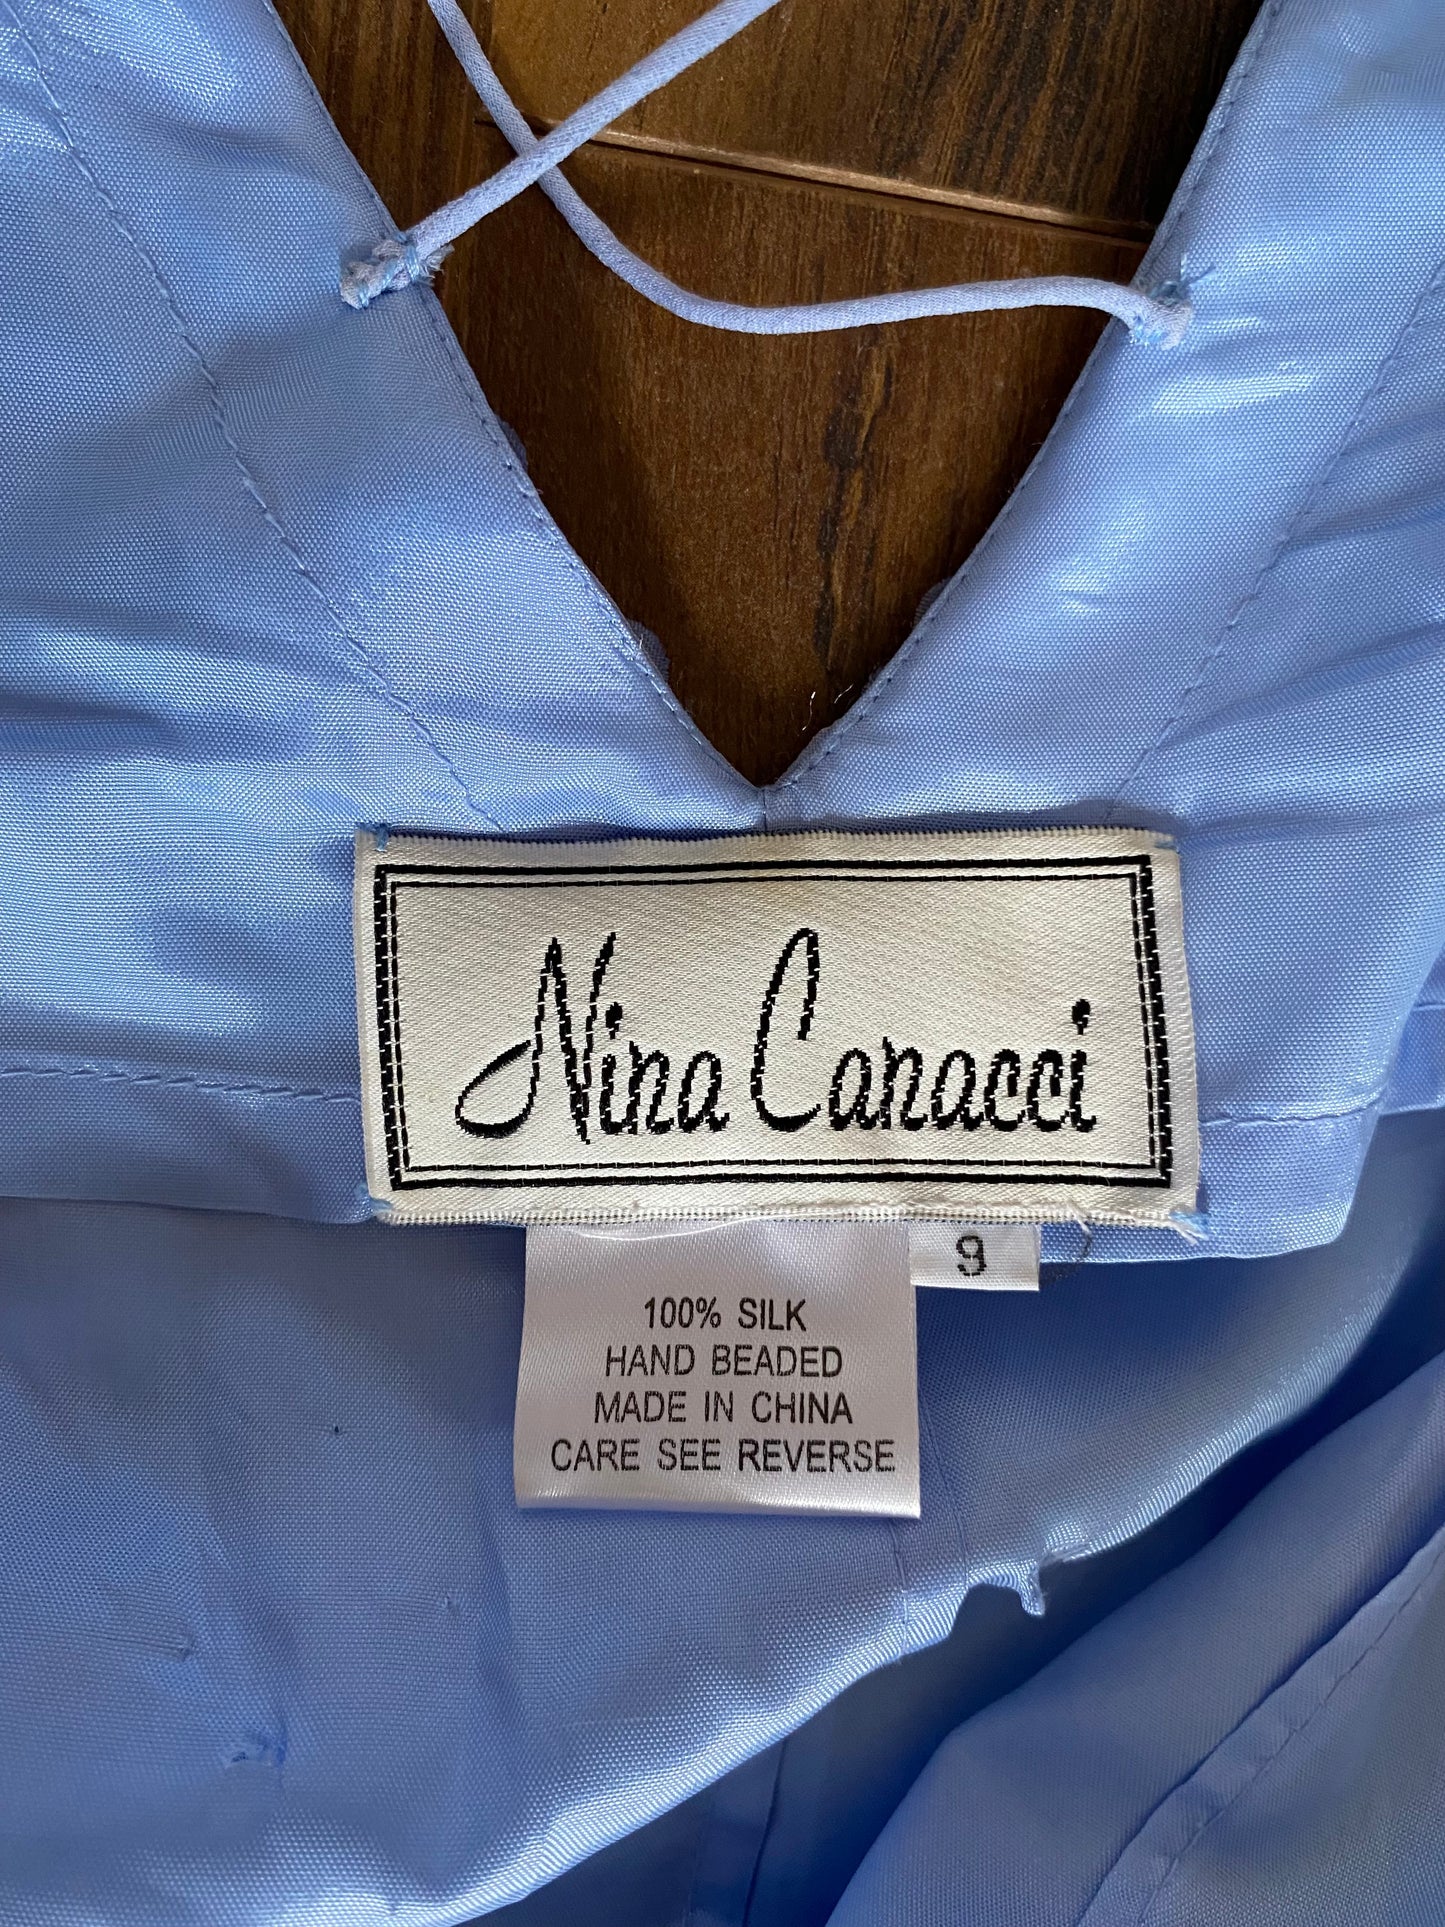 Nina Canacci
9
100% SILK
HAND BEADED
MADE IN CHINA
CARE SEE REVERSE